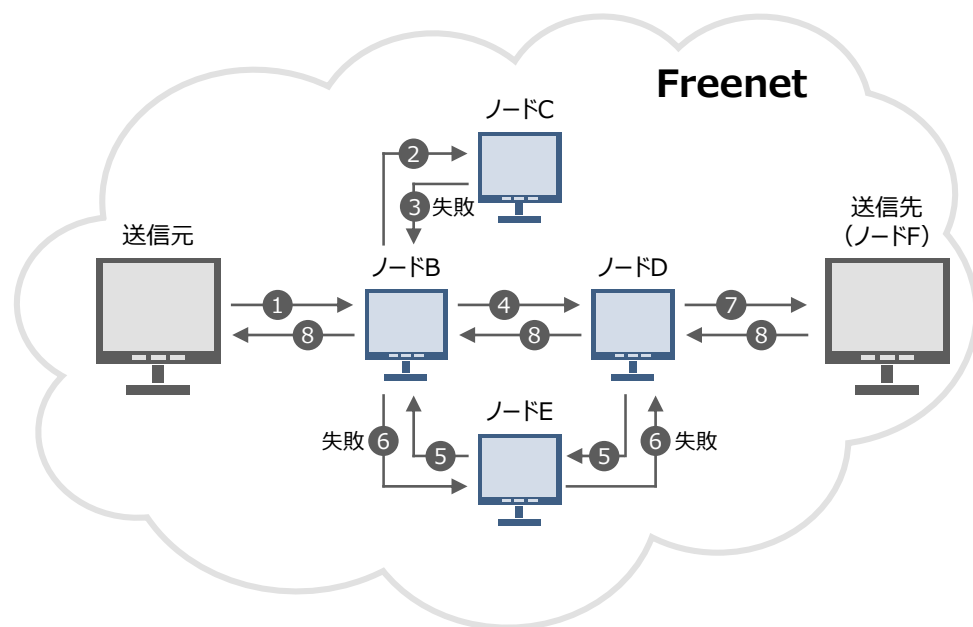 Freenet
ノードC
2
3 失敗
送信元
ノードB
ノードD
送信先
(ノードF)
1
4
7
8
8
8
ノードE
失敗 6
5
5
6 失敗